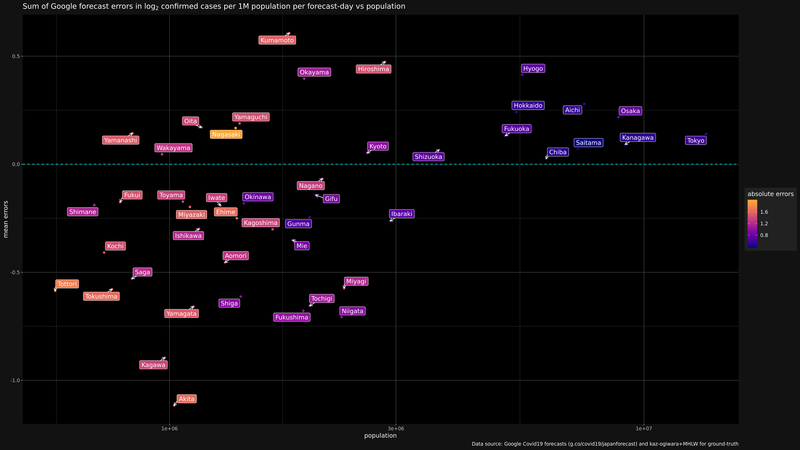 Sum of Google forecast errors in log₂ confirmed cases per 1M population per forecast-day vs population
Kumamoto
Hiroshima
Hyogo
Okayama
0.5
Hokkaido
Aichi
Osaka
Yamaguchi
Oita
Nagasaki
Fukuoka
Yamanashi
Kanagawa
Tokyo
Saitama
Wakayama
Kyoto
Chiba
Shizuoka
0.0
Nagano
absolute errors
Fukui
Toyama
Iwate
Okinawa
Gifu
1.6
Shimane
Miyazaki
Ehime
Ibaraki
1.2
mean errors
Kagoshima
Gunma
0.8
Ishikawa
Kochi
Mie
Aomori
Saga
-0.5
Miyagi
Tottori
Tokushima
Tochigi
Shiga
Yamagata
Niigata
Fukushima
Kagawa
-1.0
Akita
1e+06
3e+06
1e+07
population
Data source: Google Covid19 forecasts (g.co/covid19/japanforecast) and kaz-ogiwara+MHLW for ground-truth